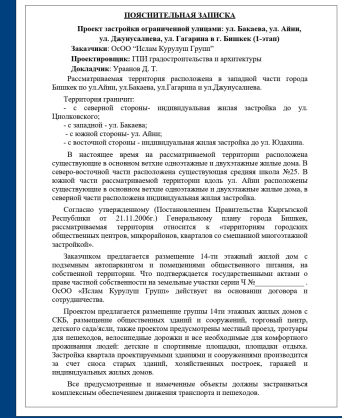 ПОЯСНИТЕЛЬНАЯ ЗАПИСКА
Проект застройки ограниченной улицами: ул. Бакаева, ул. Айни,
ул. Джунусалиева, ул. Гагарина в г. Бишкек (1-этап)
Заказчики: ОсОО "Ислам Курулуш Групп"
Проектировщик: ГПИ градостроительства и архитектуры
Докладчик: Ураанов Д. Т.
Рассматриваемая территория расположена в западной части города
Бишкек по ул.Айни, ул.Бакаева, ул.Гагарина и ул.Джунусалиева.
Территория граничит:
- с северной стороны- индивидуальная жилая застройка до ул.
Циолковского;
- с западной - ул. Бакаева;
- с южной стороны- ул. Айни;
- с восточной стороны - индивидуальная жилая застройка до ул. Юдахина.
В настоящее время на рассматриваемой территории расположена
существующие в основном ветхие одноэтажные и двухэтажные жилые дома. В
северо-восточной части расположена существующая средняя школа №25. В
южной части рассматриваемой территории вдоль ул. Айни расположены
существующие в основном ветхие одноэтажные и двухэтажные жилые дома, в
северной части расположена индивидуальная жилая застройка.
Согласно утвержденному (Постановлением Правительства Кыргызской
Республики от 21.11.2006г.) Генеральному плану города Бишкек,
рассматриваемая территория относится к «территориям городских
общественных центров, микрорайонов, кварталов со смешанной многоэтажной
застройкой».
Заказчиком предлагается размещение 14-ти этажный жилой дом с
подземным автопаркингом и помещениями общественного питания, на
собственной территории. Что подтверждается государственными актами о
праве частной собственности на земельные участки серии Ч №____________ .
ОсОО «Ислам Курулуш Групп» действует на основании договора и
сотрудничества.
Проектом предлагается размещение группы 14ти этажных жилых домов с
СКБ, размещение общественных зданий и сооружений, торговый центр,
детского сада/ясли, также проектом предусмотрены местный проезд, тротуары
для пешеходов, велосипедные дорожки и все необходимые для комфортного
проживания людей: детские и спортивные площадки, площадки отдыха.
Застройка квартала проектируемыми зданиями и сооружениями производится
за счет сноса старых зданий, хозяйственных построек, гаражей и
индивидуальных жилых домов.
Все предусмотренные и намеченные объекты должны застраиваться
комплексным обеспечением движения транспорта и пешеходов.